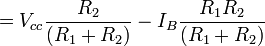 = V_{cc} \frac{R_2}{(R_1 + R_2)} - I_B \frac{R_1 R_2}{(R_1 + R_2)}